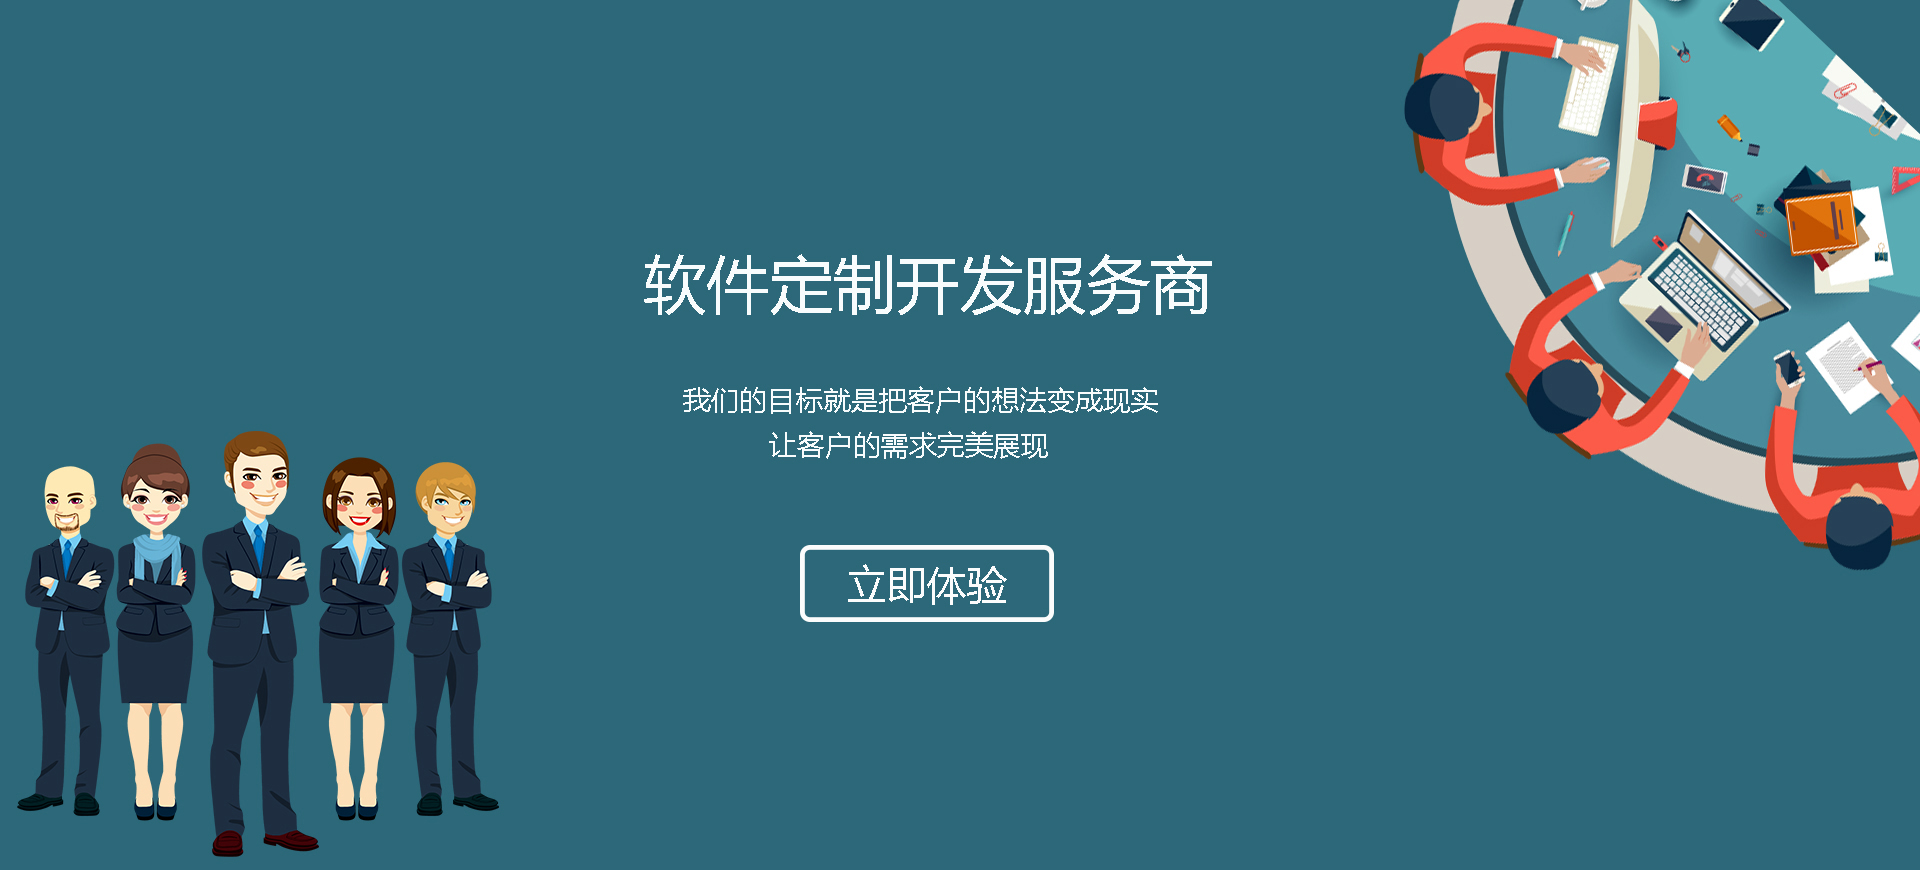 软件定制开发服务商
我们的目标就是把客户的想法变成现实
让客户的需求完美展现
立即体验